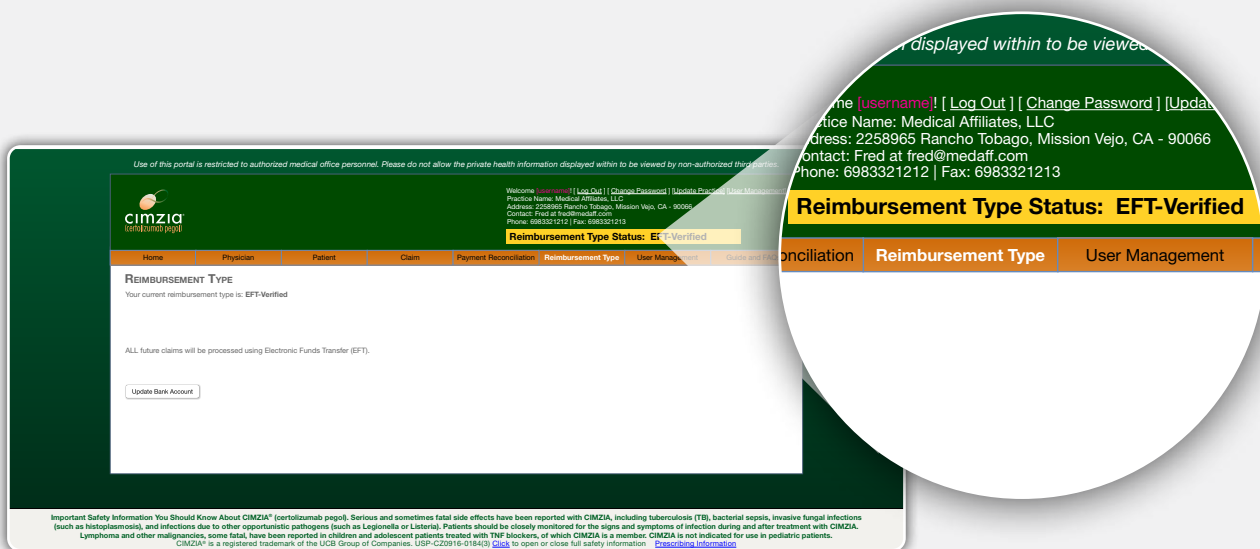 Use of this portal is restricted to authorized medical office personnel. Please do not allow the private health information displayed within to be viewed by non-authorized third parties.
cimzia
(certolizumab pegol)
Welcome [username]! [ Log Out ] [ Change Password ] [Update Practice] [User Management]
Practice Name: Medical Affiliates, LLC
Address: 2258965 Rancho Tobago, Mission Vejo, CA - 90066
Contact: Fred at fred@medaff.com
Phone: 6983321212 | Fax: 6983321213
Reimbursement Type Status: EFT-Verified
Home Physician Patient Claim Payment Reconciliation Reimbursement Type User Management Guide and FAQ
REIMBURSEMENT TYPE
Your current reimbursement type is: EFT-Verified
ALL future claims will be processed using Electronic Funds Transfer (EFT).
Update Bank Account
displayed within to be viewed
me [username]! [ Log Out ] [ Change Password ] [Updat
ctice Name: Medical Affiliates, LLC
dress: 2258965 Rancho Tobago, Mission Vejo, CA - 90066
ontact: Fred at fred@medaff.com
Phone: 6983321212 | Fax: 6983321213
Reimbursement Type Status: EFT-Verified
onciliation Reimbursement Type User Management
Important Safety Information You Should Know About CIMZIA® (certolizumab pegol). Serious and sometimes fatal side effects have been reported with CIMZIA, including tuberculosis (TB), bacterial sepsis, invasive fungal infections
(such as histoplasmosis), and infections due to other opportunistic pathogens (such as Legionella or Listeria). Patients should be closely monitored for the signs and symptoms of infection during and after treatment with CIMZIA.
Lymphoma and other malignancies, some fatal, have been reported in children and adolescent patients treated with TNF blockers, of which CIMZIA is a member. CIMZIA is not indicated for use in pediatric patients.
CIMZIA® is a registered trademark of the UCB Group of Companies. USP-CZ0916-0184(3) Click to open or close full safety information Prescribing Information